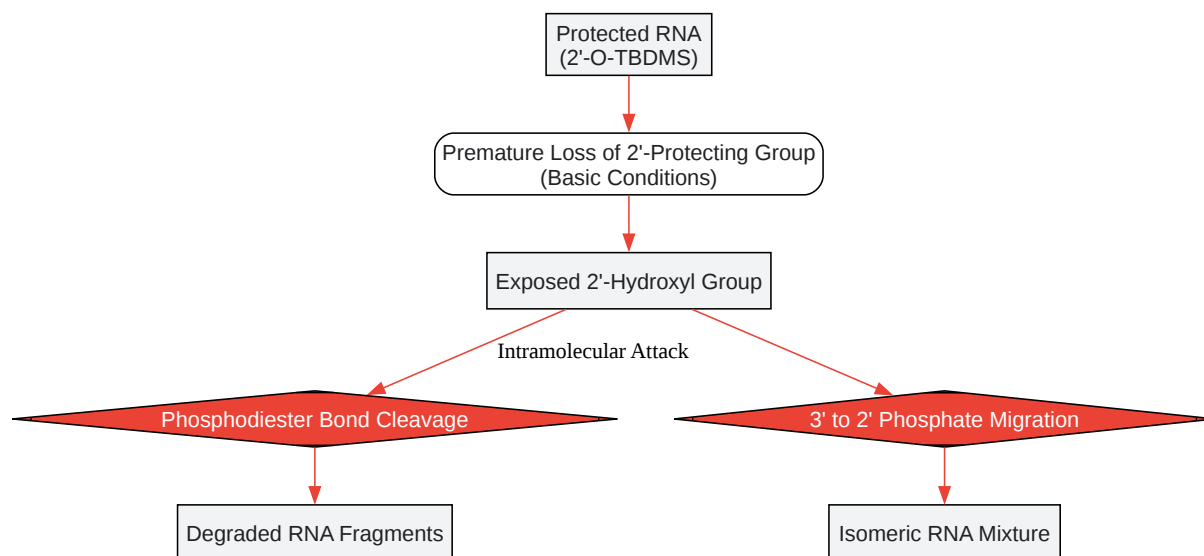 Protected RNA
(2'-O-TBDMS)
Premature Loss of 2'-Protecting Group
(Basic Conditions)
Exposed 2'-Hydroxyl Group
Intramolecular Attack
Phosphodiester Bond Cleavage
3' to 2' Phosphate Migration
Degraded RNA Fragments
Isomeric RNA Mixture